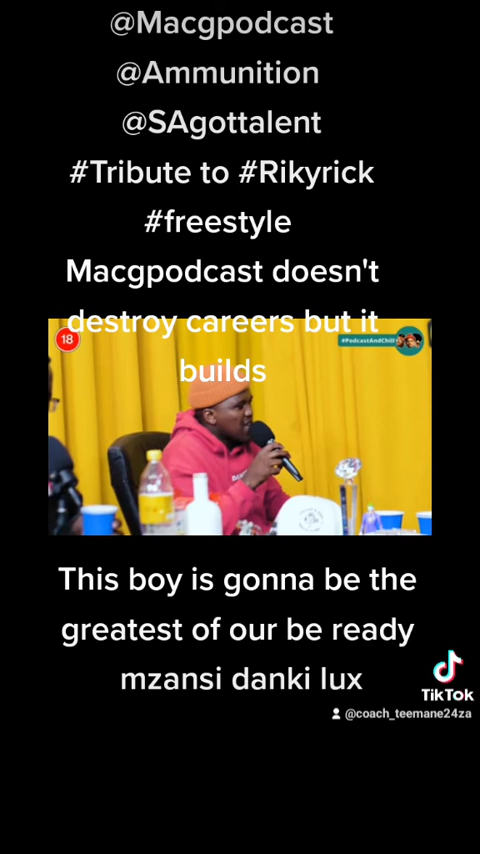 @Macgpodcast
@Ammunition
@SAgottalent
#Tribute to #Rikyrick
#freestyle
Macgpodcast doesn't
destroy careers but it
builds
18
#PodcastAndChill
This boy is gonna be the
greatest of our be ready
mzansi danki lux
TikTok
@coach_teemane24za